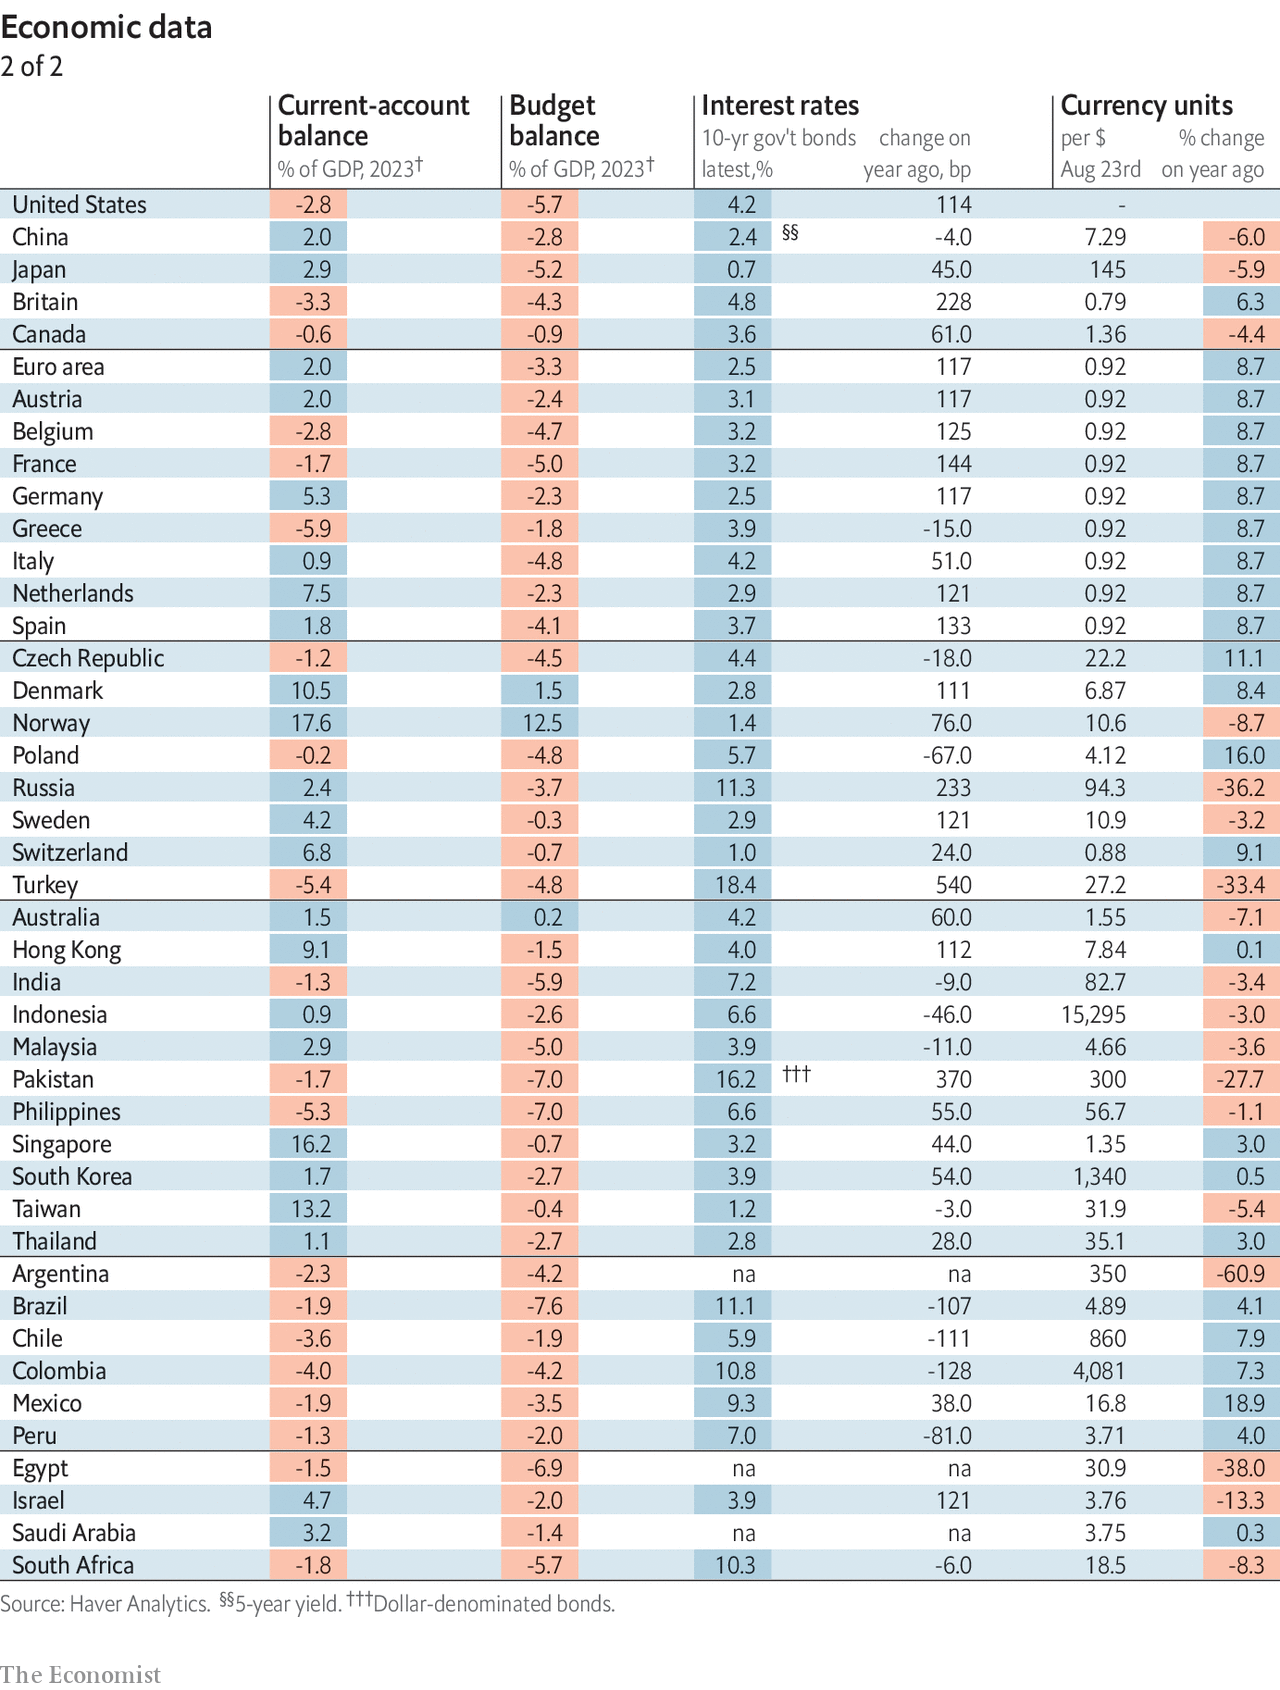 Economic data
2 of 2
Current-account balance % of GDP, 2023† Budget balance % of GDP, 2023† Interest rates 10-yr gov't bonds latest,% change on year ago, bp Currency units per $ Aug 23rd % change on year ago
United States -2.8 -5.7 4.2 114 -
China 2.0 -2.8 2.4 §§ -4.0 7.29 -6.0
Japan 2.9 -5.2 0.7 45.0 145 -5.9
Britain -3.3 -4.3 4.8 228 0.79 6.3
Canada -0.6 -0.9 3.6 61.0 1.36 -4.4
Euro area 2.0 -3.3 2.5 117 0.92 8.7
Austria 2.0 -2.4 3.1 117 0.92 8.7
Belgium -2.8 -4.7 3.2 125 0.92 8.7
France -1.7 -5.0 3.2 144 0.92 8.7
Germany 5.3 -2.3 2.5 117 0.92 8.7
Greece -5.9 -1.8 3.9 -15.0 0.92 8.7
Italy 0.9 -4.8 4.2 51.0 0.92 8.7
Netherlands 7.5 -2.3 2.9 121 0.92 8.7
Spain 1.8 -4.1 3.7 133 0.92 8.7
Czech Republic -1.2 -4.5 4.4 -18.0 22.2 11.1
Denmark 10.5 1.5 2.8 111 6.87 8.4
Norway 17.6 12.5 1.4 76.0 10.6 -8.7
Poland -0.2 -4.8 5.7 -67.0 4.12 16.0
Russia 2.4 -3.7 11.3 233 94.3 -36.2
Sweden 4.2 -0.3 2.9 121 10.9 -3.2
Switzerland 6.8 -0.7 1.0 24.0 0.88 9.1
Turkey -5.4 -4.8 18.4 540 27.2 -33.4
Australia 1.5 0.2 4.2 60.0 1.55 -7.1
Hong Kong 9.1 -1.5 4.0 112 7.84 0.1
India -1.3 -5.9 7.2 -9.0 82.7 -3.4
Indonesia 0.9 -2.6 6.6 -46.0 15,295 -3.0
Malaysia 2.9 -5.0 3.9 -11.0 4.66 -3.6
Pakistan -1.7 -7.0 16.2 ††† 370 300 -27.7
Philippines -5.3 -7.0 6.6 55.0 56.7 -1.1
Singapore 16.2 -0.7 3.2 44.0 1.35 3.0
South Korea 1.7 -2.7 3.9 54.0 1,340 0.5
Taiwan 13.2 -0.4 1.2 -3.0 31.9 -5.4
Thailand 1.1 -2.7 2.8 28.0 35.1 3.0
Argentina -2.3 -4.2 na na 350 -60.9
Brazil -1.9 -7.6 11.1 -107 4.89 4.1
Chile -3.6 -1.9 5.9 -111 860 7.9
Colombia -4.0 -4.2 10.8 -128 4,081 7.3
Mexico -1.9 -3.5 9.3 38.0 16.8 18.9
Peru -1.3 -2.0 7.0 -81.0 3.71 4.0
Egypt -1.5 -6.9 na na 30.9 -38.0
Israel 4.7 -2.0 3.9 121 3.76 -13.3
Saudi Arabia 3.2 -1.4 na na 3.75 0.3
South Africa -1.8 -5.7 10.3 -6.0 18.5 -8.3
Source: Haver Analytics. §§5-year yield. †††Dollar-denominated bonds.
The Economist